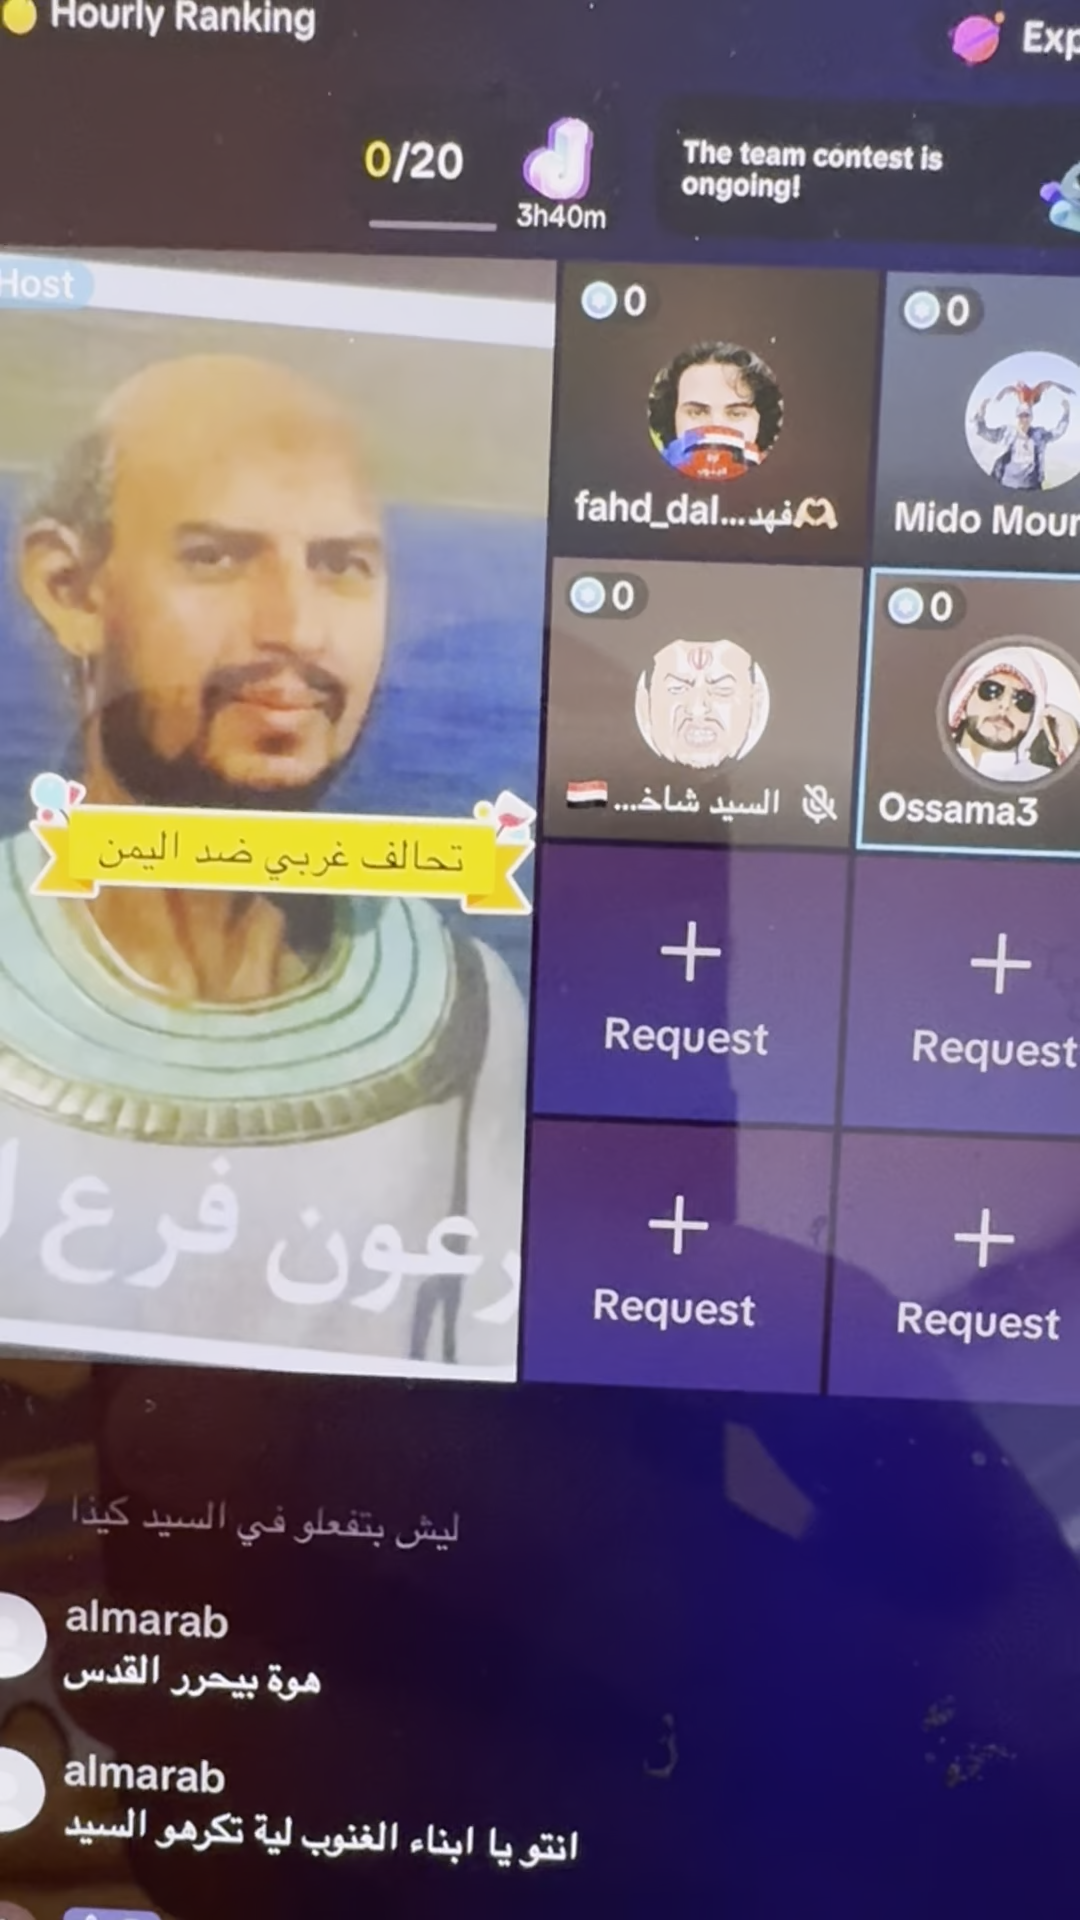 Hourly Ranking
Exp
0/20
3h40m
The team contest is
ongoing!
Host
0
0
fahd_dal...فهد
Mido Mour
0
0
السيد شاخـ...
Ossama3
تحالف غربي ضد اليمن
Request
Request
رعون فرع ا
Request
Request
ليش بتفعلو في السيد كيذا
almarab
هوة بيحرر القدس
almarab
انتو يا ابناء الغنوب لية تكرهو السيد